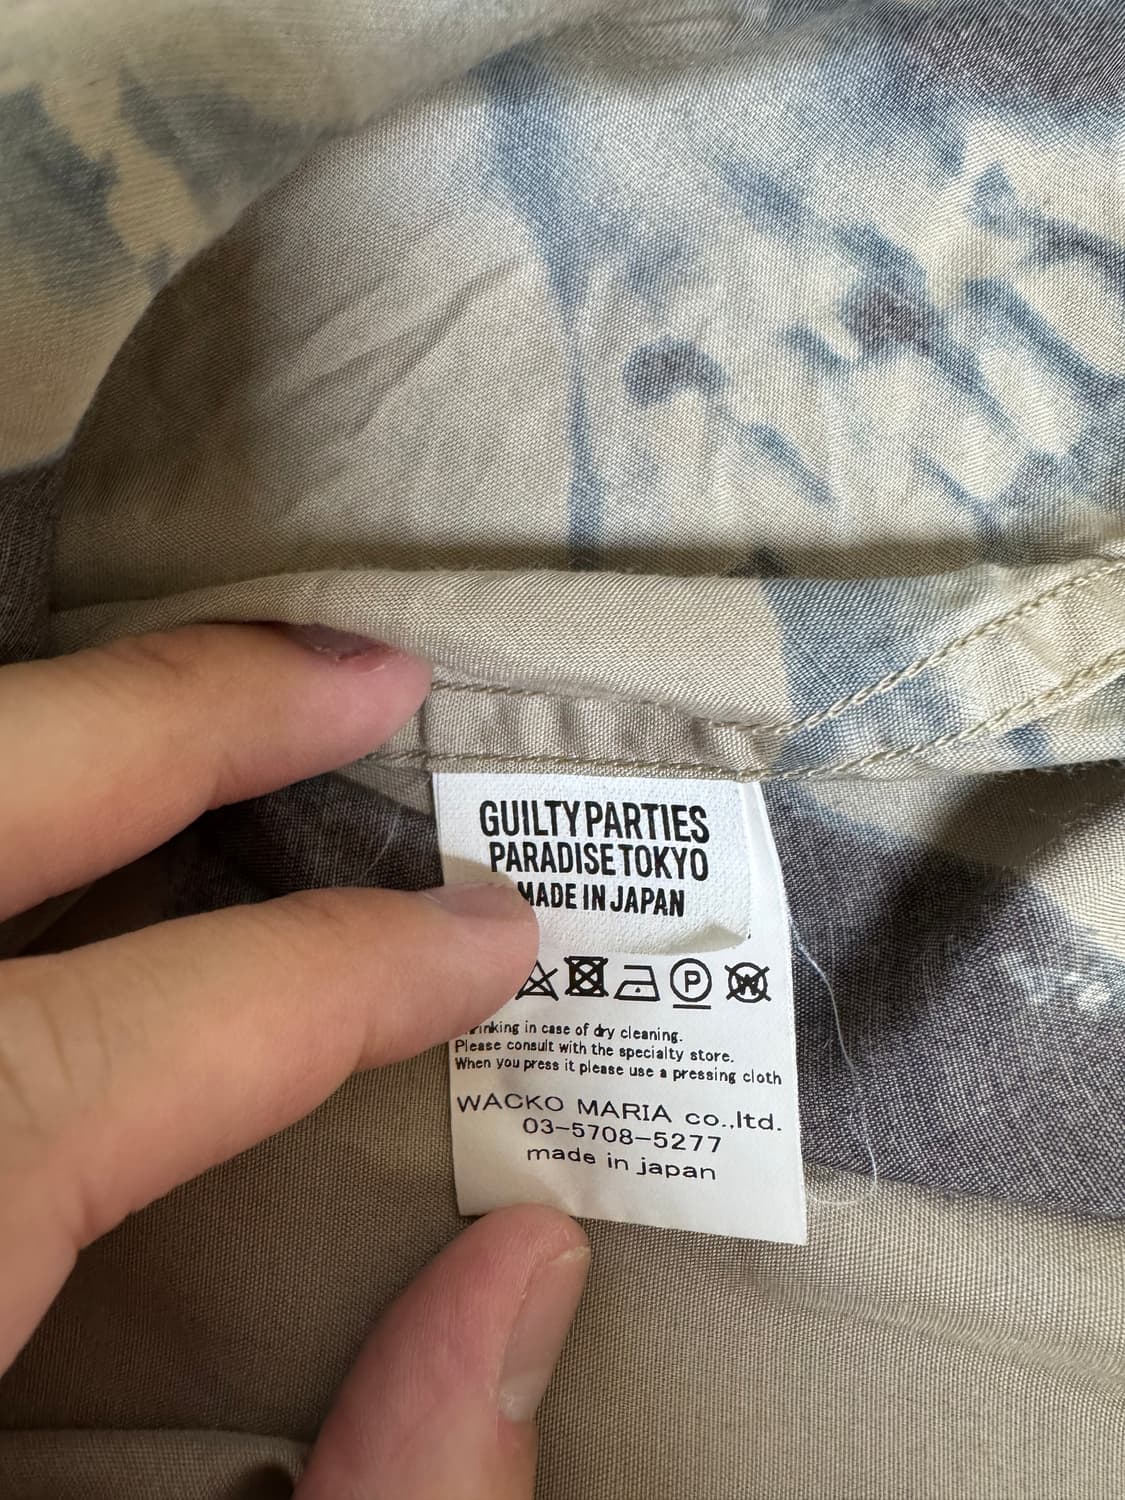 GUILTY PARTIES
PARADISE TOKYO
MADE IN JAPAN
P
W
in case of dry cleaning.
Please consult with the specialty store.
When you press it please use a pressing cloth
WACKO MARIA co.,ltd.
03-5708-5277
made in japan